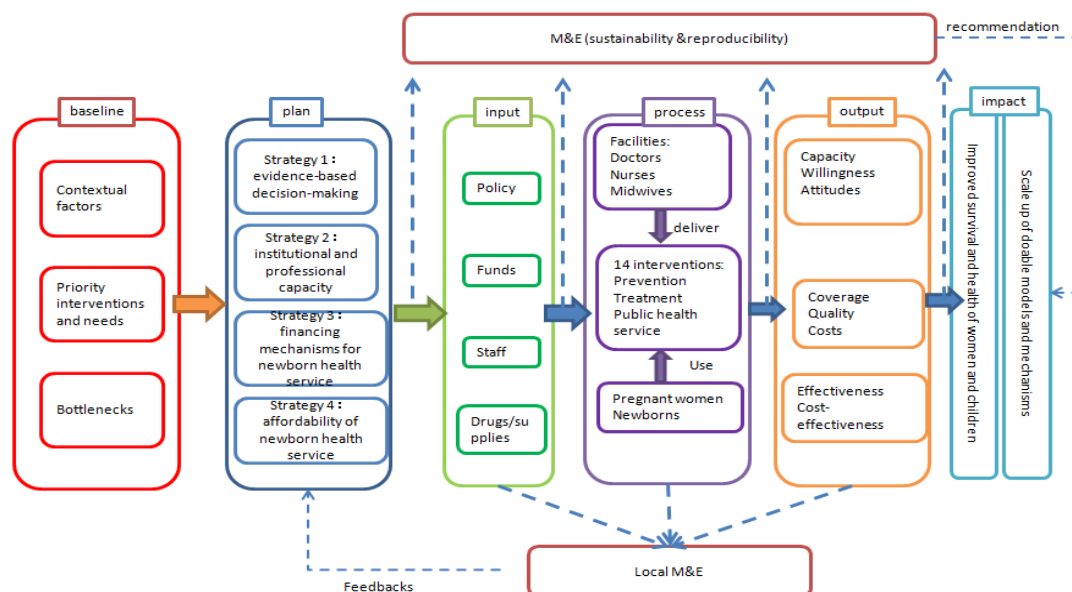 M&E (sustainability &reproducibility)
recommendation
baseline
Contextual
factors
Priority
interventions
and needs
Bottlenecks
plan
Strategy 1：
evidence-based
decision-making
Strategy 2：
institutional and
professional
capacity
Strategy 3：
financing
mechanisms for
newborn health
service
Strategy 4：
affordability of
newborn health
service
input
Policy
Funds
Staff
Drugs/su
pplies
process
Facilities:
Doctors
Nurses
Midwives
deliver
14 interventions:
Prevention
Treatment
Public health
service
Use
Pregnant women
Newborns
output
Capacity
Willingness
Attitudes
Coverage
Quality
Costs
Effectiveness
Cost-
effectiveness
impact
Improved survival and health of women and children
Scale up of doable models and mechanisms
Local M&E
Feedbacks